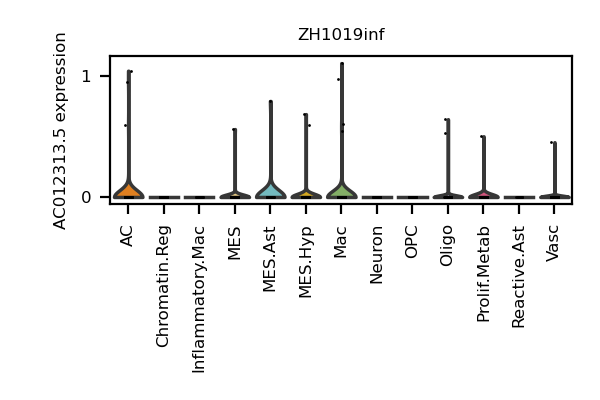 ZH1019inf
AC012313.5 expression
1
0
AC
Chromatin.Reg
Inflammatory.Mac
MES
MES.Ast
MES.Hyp
Mac
Neuron
OPC
Oligo
Prolif.Metab
Reactive.Ast
Vasc